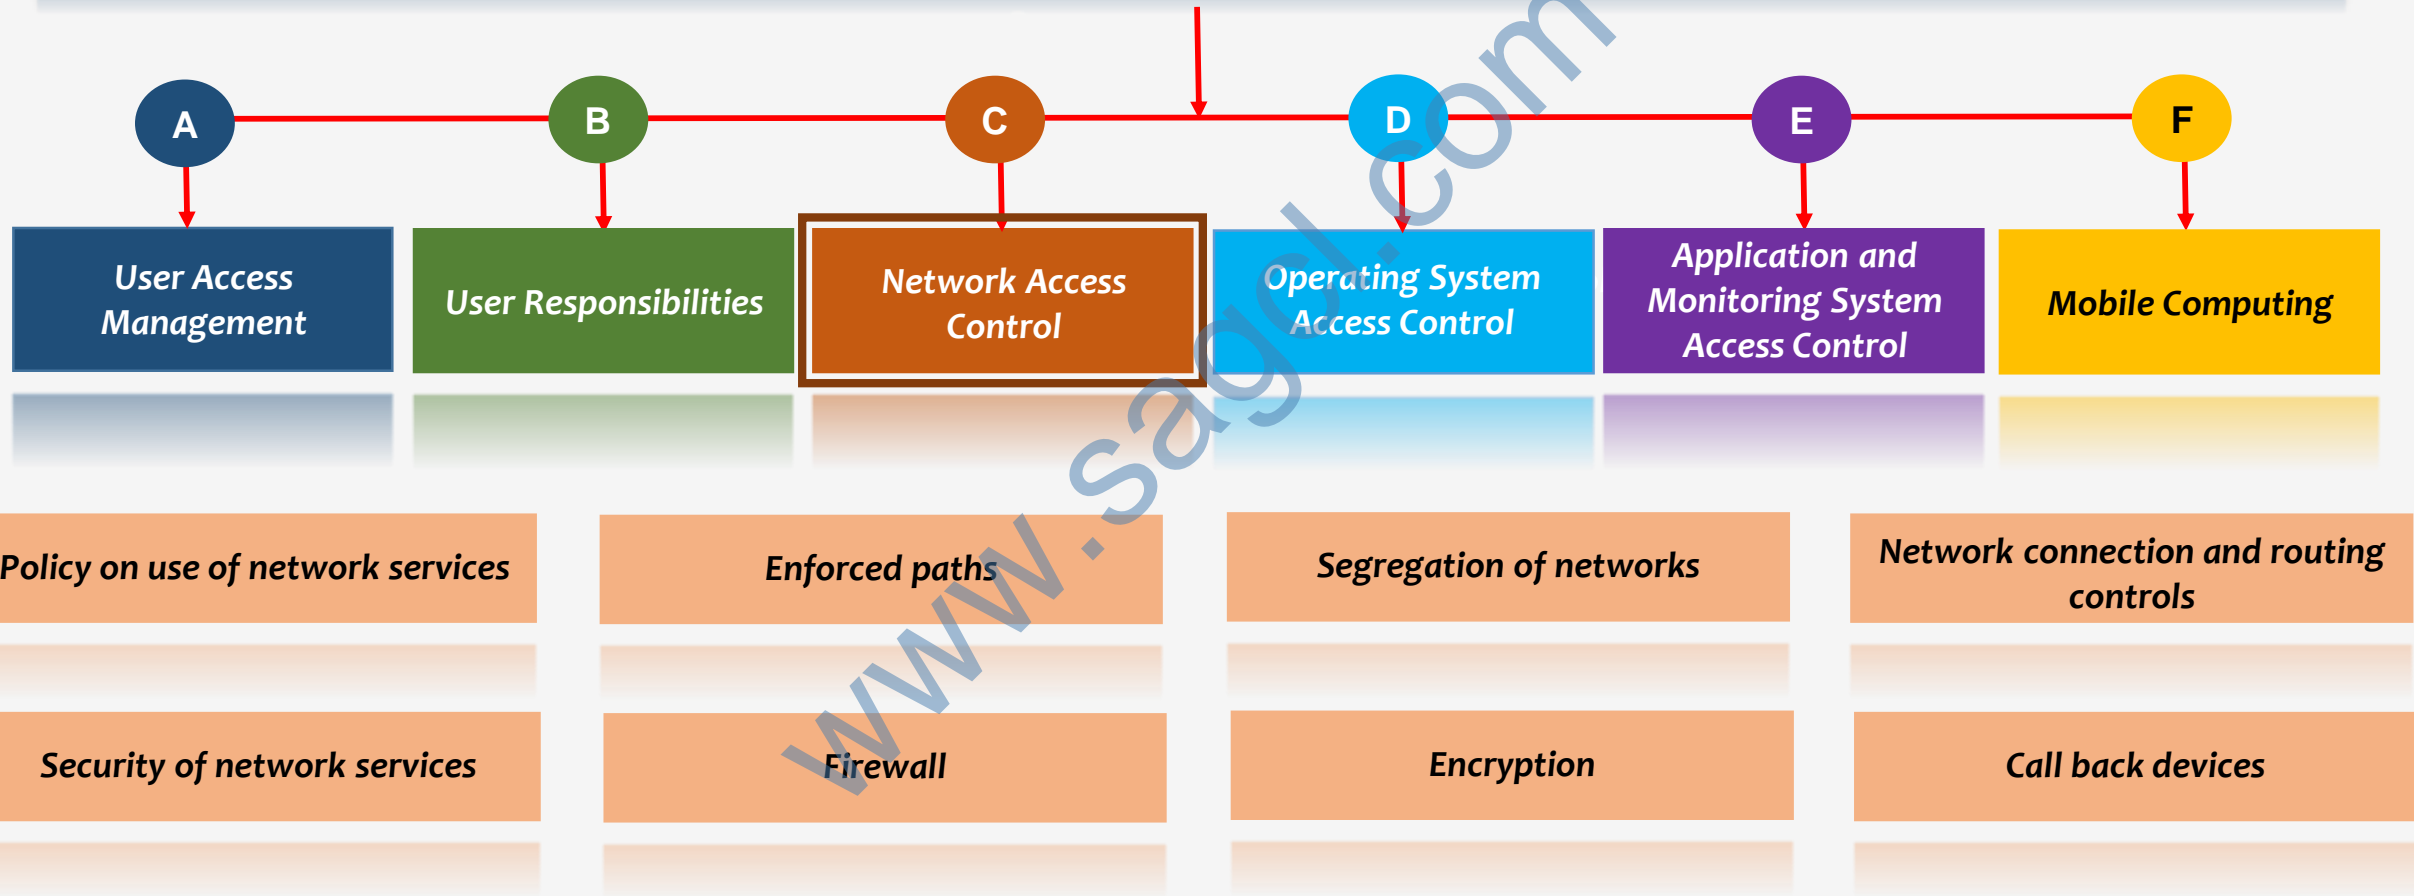 A
B
C
D
E
F
User Access
Management
User Responsibilities
Network Access
Control
Operating System
Access Control
Application and
Monitoring System
Access Control
Mobile Computing
Policy on use of network services
Enforced paths
Segregation of networks
Network connection and routing
controls
Security of network services
Firewall
Encryption
Call back devices
www.sagcl.com